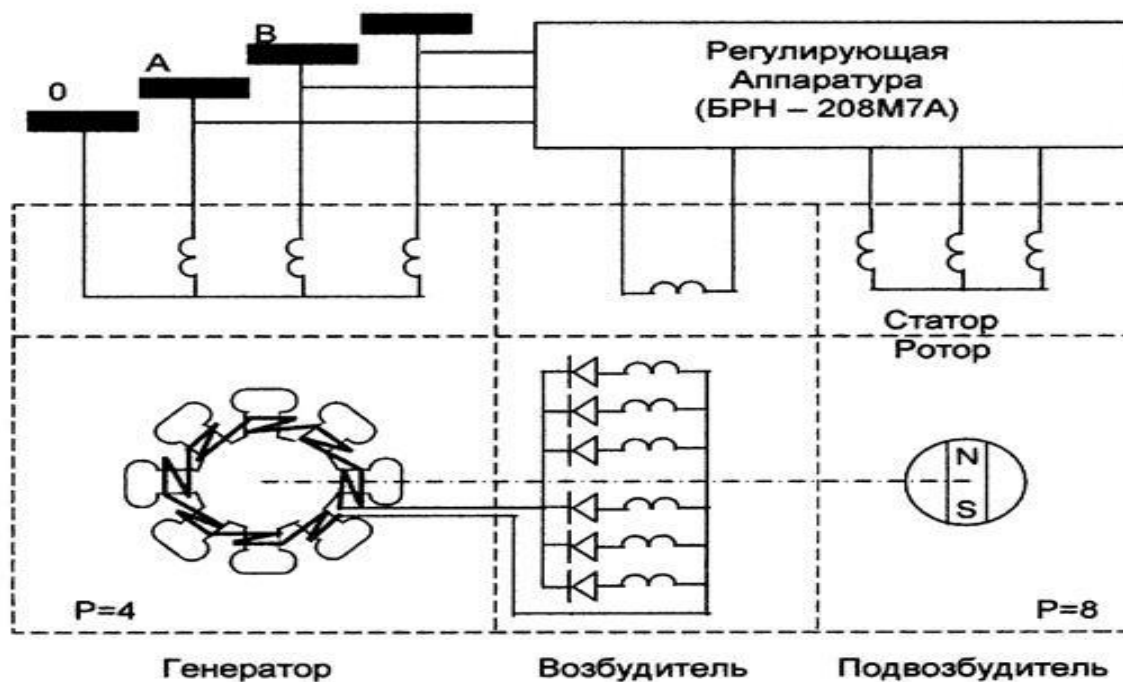 0
A
B
Регулирующая
Аппаратура
(БРН – 208М7А)
Статор
Ротор
N
S
P=4
P=8
Генератор
Возбудитель
Подвозбудитель